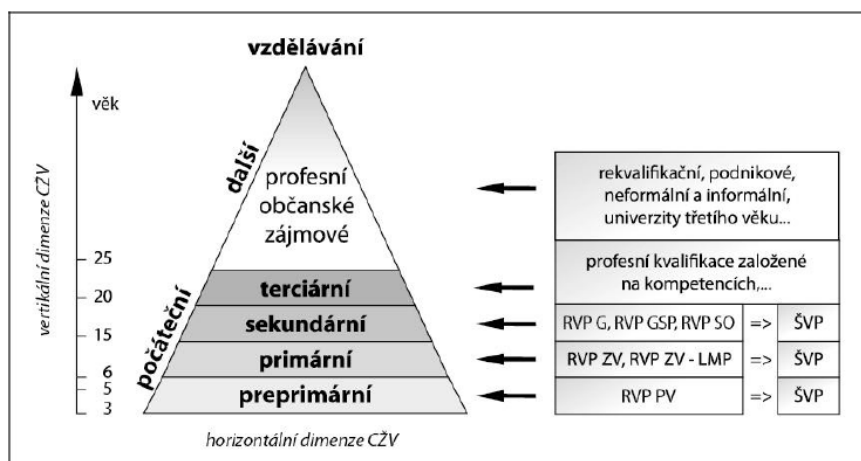 vzdělávání
věk
vertikální dimenze CŽV
25
20
15
6
5
3
další
počáteční
profesní
občanské
zájmové
terciární
sekundární
primární
preprimární
horizontální dimenze CŽV
rekvalifikační, podnikové,
neformální a informální,
univerzity třetího věku...
profesní kvalifikace založené
na kompetencích,...
RVP G, RVP GSP, RVP SO => ŠVP
RVP ZV, RVP ZV - LMP => ŠVP
RVP PV => ŠVP